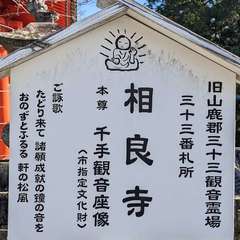 旧山鹿郡三十三観音霊場
三十三番札所
相良寺
本尊 千手観音座像
(市指定文化財)
ご詠歌
たどり来て 諸願成就の鐘の音を
おのずとふるる 軒の松風